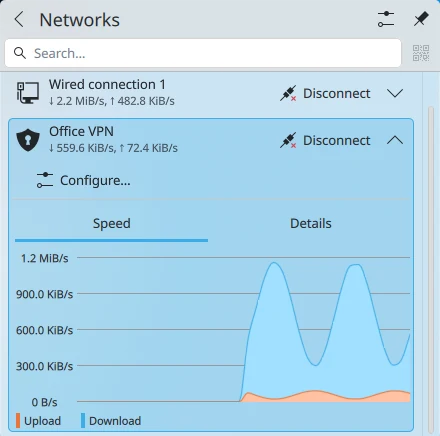 Networks
Search...
Wired connection 1
↓ 2.2 MiB/s, ↑ 482.8 KiB/s
Disconnect
Office VPN
↓ 559.6 KiB/s, ↑ 72.4 KiB/s
Disconnect
Configure...
Speed
Details
1.2 MiB/s
900.0 KiB/s
600.0 KiB/s
300.0 KiB/s
0 B/s
Upload
Download